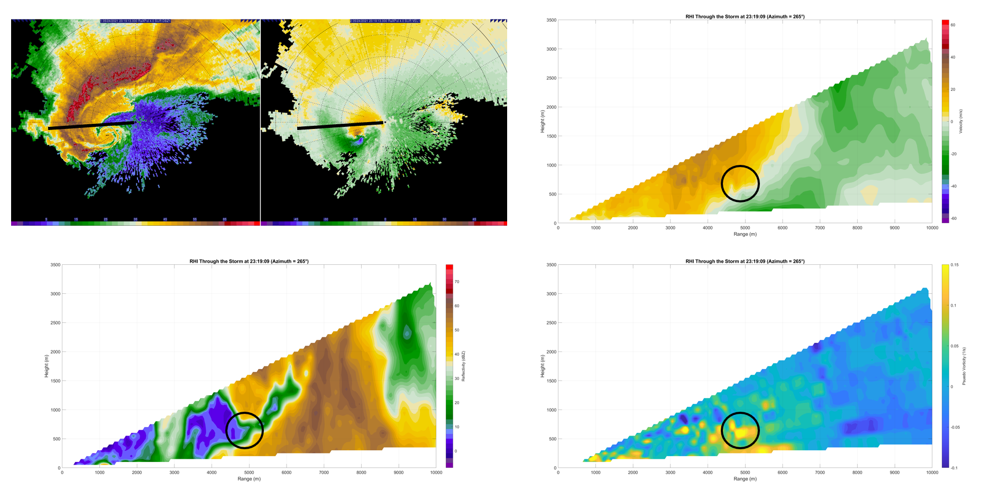 1 05/24/2021 23:19:13.000 RaXPol 4.0 SUR DBZ1
2 05/24/2021 23:19:13.000 RaXPol 4.0 SUR VEL1
5 15 25 35 45 55 65
-45 -30 -15 0 15 30 45
RHI Through the Storm at 23:19:09 (Azimuth = 265°)
3500
3000
2500
2000
1500
1000
500
0
Height (m)
0 1000 2000 3000 4000 5000 6000 7000 8000 9000 10000
Range (m)
60
40
20
0
-20
-40
-60
Velocity (m/s)
RHI Through the Storm at 23:19:09 (Azimuth = 265°)
3500
3000
2500
2000
1500
1000
500
0
Height (m)
0 1000 2000 3000 4000 5000 6000 7000 8000 9000 10000
Range (m)
70
60
50
40
30
20
10
0
Reflectivity (dBZ)
RHI Through the Storm at 23:19:09 (Azimuth = 265°)
3500
3000
2500
2000
1500
1000
500
0
Height (m)
0 1000 2000 3000 4000 5000 6000 7000 8000 9000 10000
Range (m)
0.15
0.1
0.05
0
-0.05
-0.1
Psuedo Vorticity (1/s)